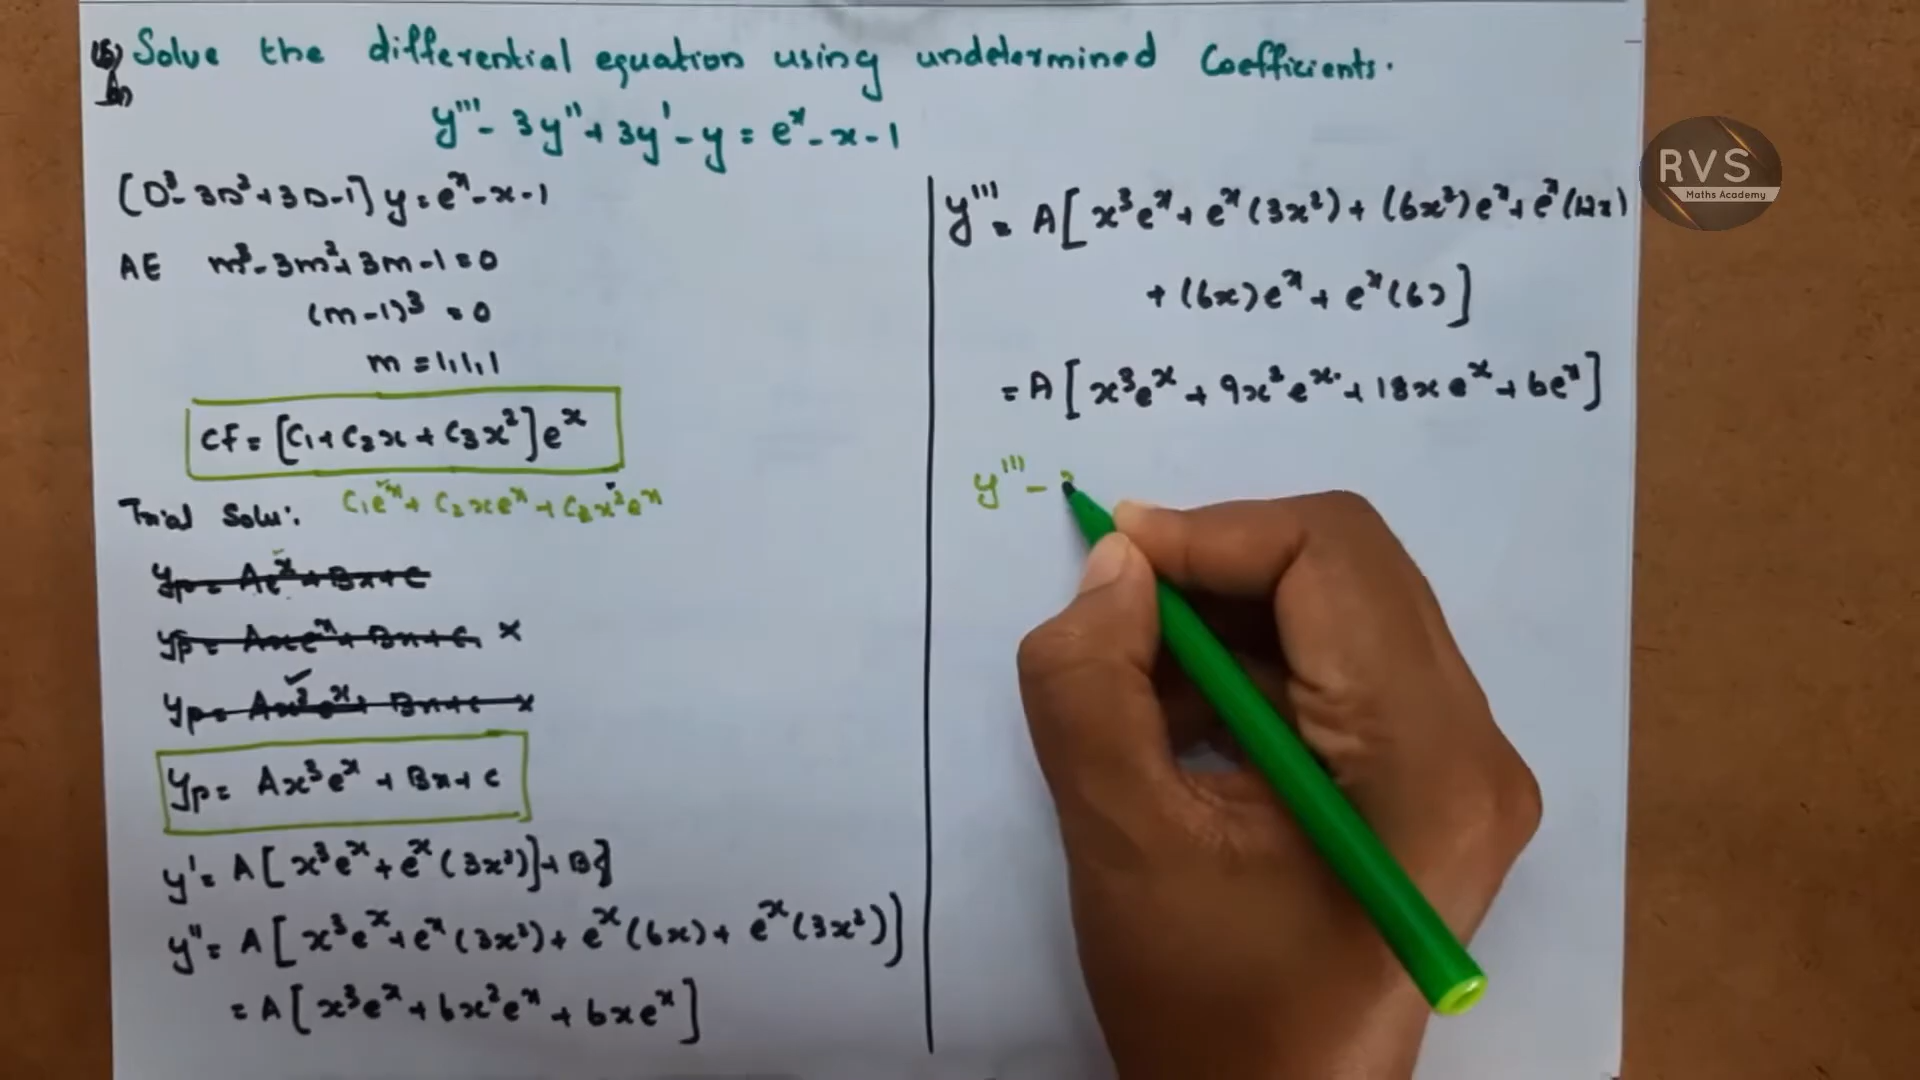 15) Solve the differential equation using undetermined Coefficients.
b)
y''' - 3y'' + 3y' - y = e^x - x - 1
[D³ - 3D² + 3D - 1] y = e^x - x - 1
AE m³ - 3m² + 3m - 1 = 0
(m - 1)³ = 0
m = 1, 1, 1
CF = [C₁ + C₂x + C₃x²] e^x
Trial Solu: C₁e^x + C₂xe^x + C₃x²e^x
yp = Ae^x + Bx + C
yp = Axe^x + Bx + C x
yp = Ax²e^x + Bx + C x
yp = Ax³e^x + Bx + C
y' = A[x³e^x + e^x(3x²)] + B}
y'' = A[x³e^x + e^x(3x²) + e^x(6x) + e^x(3x²)]
= A[x³e^x + 6x²e^x + 6xe^x]
y''' = A[x³e^x + e^x(3x²) + (6x²)e^x + e^x(12x)
+ (6x)e^x + e^x(6)]
= A[x³e^x + 9x²e^x + 18xe^x + 6e^x]
y''' -
RVS
Maths Academy